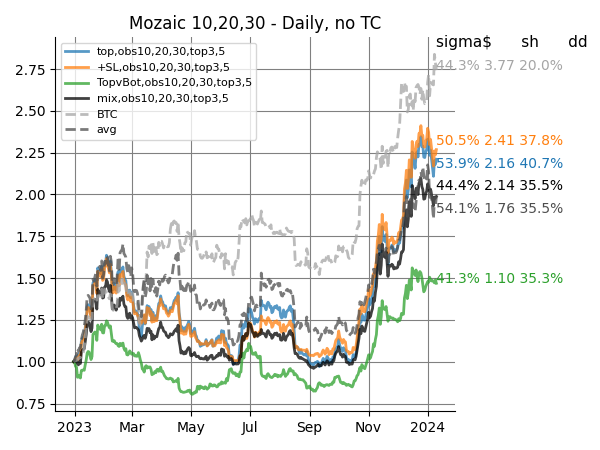 Mozaic 10,20,30 - Daily, no TC
sigma$ sh dd
top,obs10,20,30,top3,5
+SL,obs10,20,30,top3,5
TopvBot,obs10,20,30,top3,5
mix,obs10,20,30,top3,5
BTC
avg
44.3% 3.77 20.0%
50.5% 2.41 37.8%
53.9% 2.16 40.7%
44.4% 2.14 35.5%
54.1% 1.76 35.5%
41.3% 1.10 35.3%
2.75
2.50
2.25
2.00
1.75
1.50
1.25
1.00
0.75
2023 Mar May Jul Sep Nov 2024